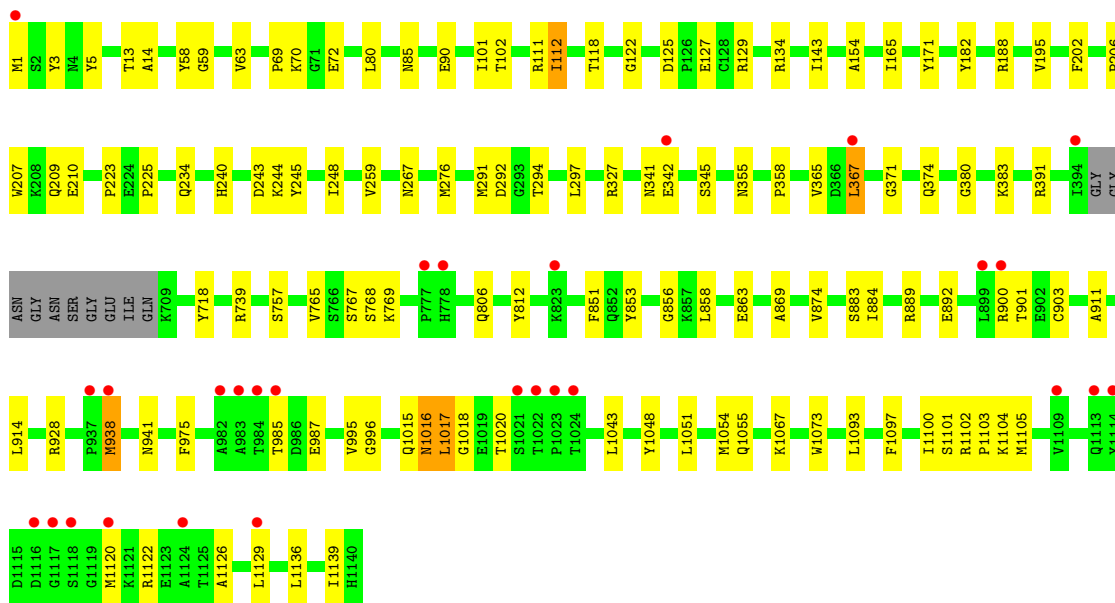 M1 S2 Y3 N4 Y5 T13 A14 Y58 G59 V63 P69 K70 G71 E72 L80 N85 E90 I101 T102 R111 I112 T118 G122 D125 P126 E127 C128 R129 R134 I143 A154 I165 Y171 Y182 R188 V195 F202
W207 K208 Q209 E210 P223 E224 P225 Q234 H240 D243 K244 Y245 I248 V259 N267 M276 M291 D292 G293 T294 L297 R327 N341 E342 S345 N355 P358 V365 D366 L367 G371 Q374 G380 K383 R391 I394 GLY
ASN GLY ASN SER GLY GLU ILE GLN K709 Y718 R739 S757 V765 S766 S767 S768 K769 P777 H778 Q806 Y812 K823 F851 Q852 Y853 G856 K857 L858 E863 A869 V874 S883 I884 R889 E892 L899 R900 T901 E902 C903 A911
L914 R928 P937 M938 N941 F975 A982 A983 T984 T985 D986 E987 V995 G996 Q1015 N1016 L1017 G1018 E1019 T1020 S1021 T1022 P1023 T1024 L1043 Y1048 L1051 M1054 Q1055 K1067 W1073 L1093 F1097 I1100 S1101 R1102 P1103 K1104 M1105 V1109 Q1113
D1115 D1116 G1117 S1118 G1119 M1120 K1121 R1122 E1123 A1124 T1125 A1126 L1129 L1136 I1139 H1140